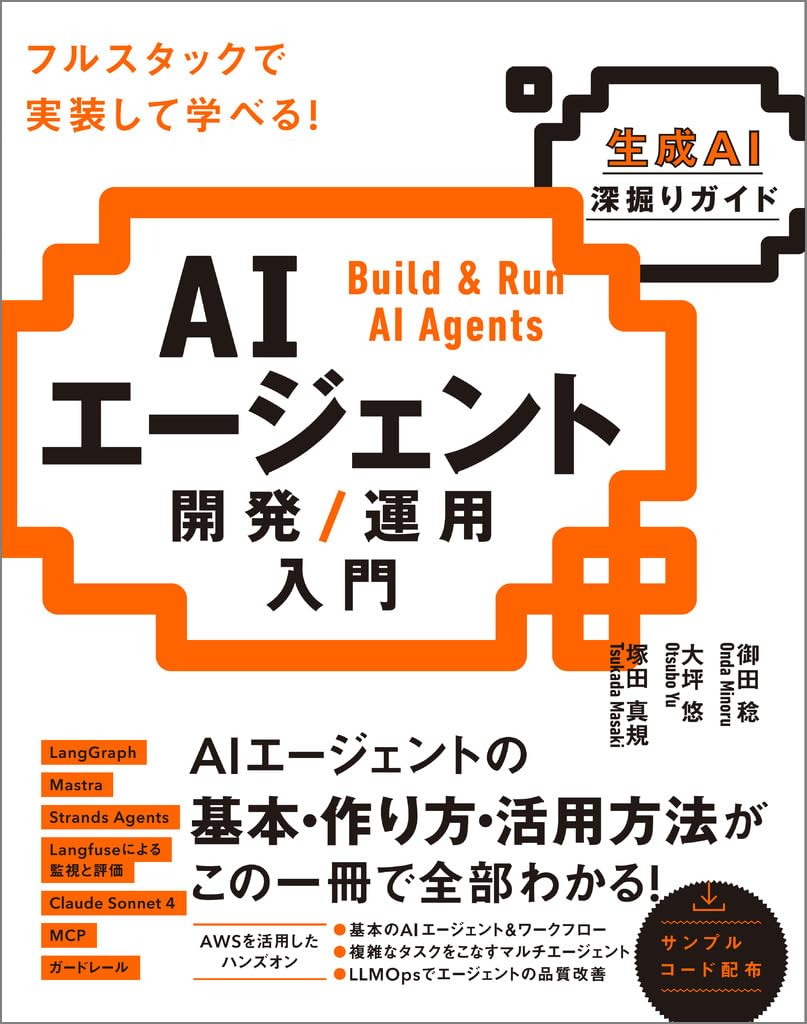 フルスタックで
実装して学べる!
生成AI
深掘りガイド
AI
Build & Run
AI Agents
エージェント
開発/運用
入門
御田 稔
Onda Minoru
大坪 悠
Otsubo Yu
塚田 真規
Tsukada Masaki
LangGraph
Mastra
Strands Agents
Langfuseによる
監視と評価
Claude Sonnet 4
MCP
ガードレール
AIエージェントの
基本・作り方・活用方法が
この一冊で全部わかる!
AWSを活用した
ハンズオン
●基本のAIエージェント&ワークフロー
●複雑なタスクをこなすマルチエージェント
●LLMOpsでエージェントの品質改善
サンプル
コード配布